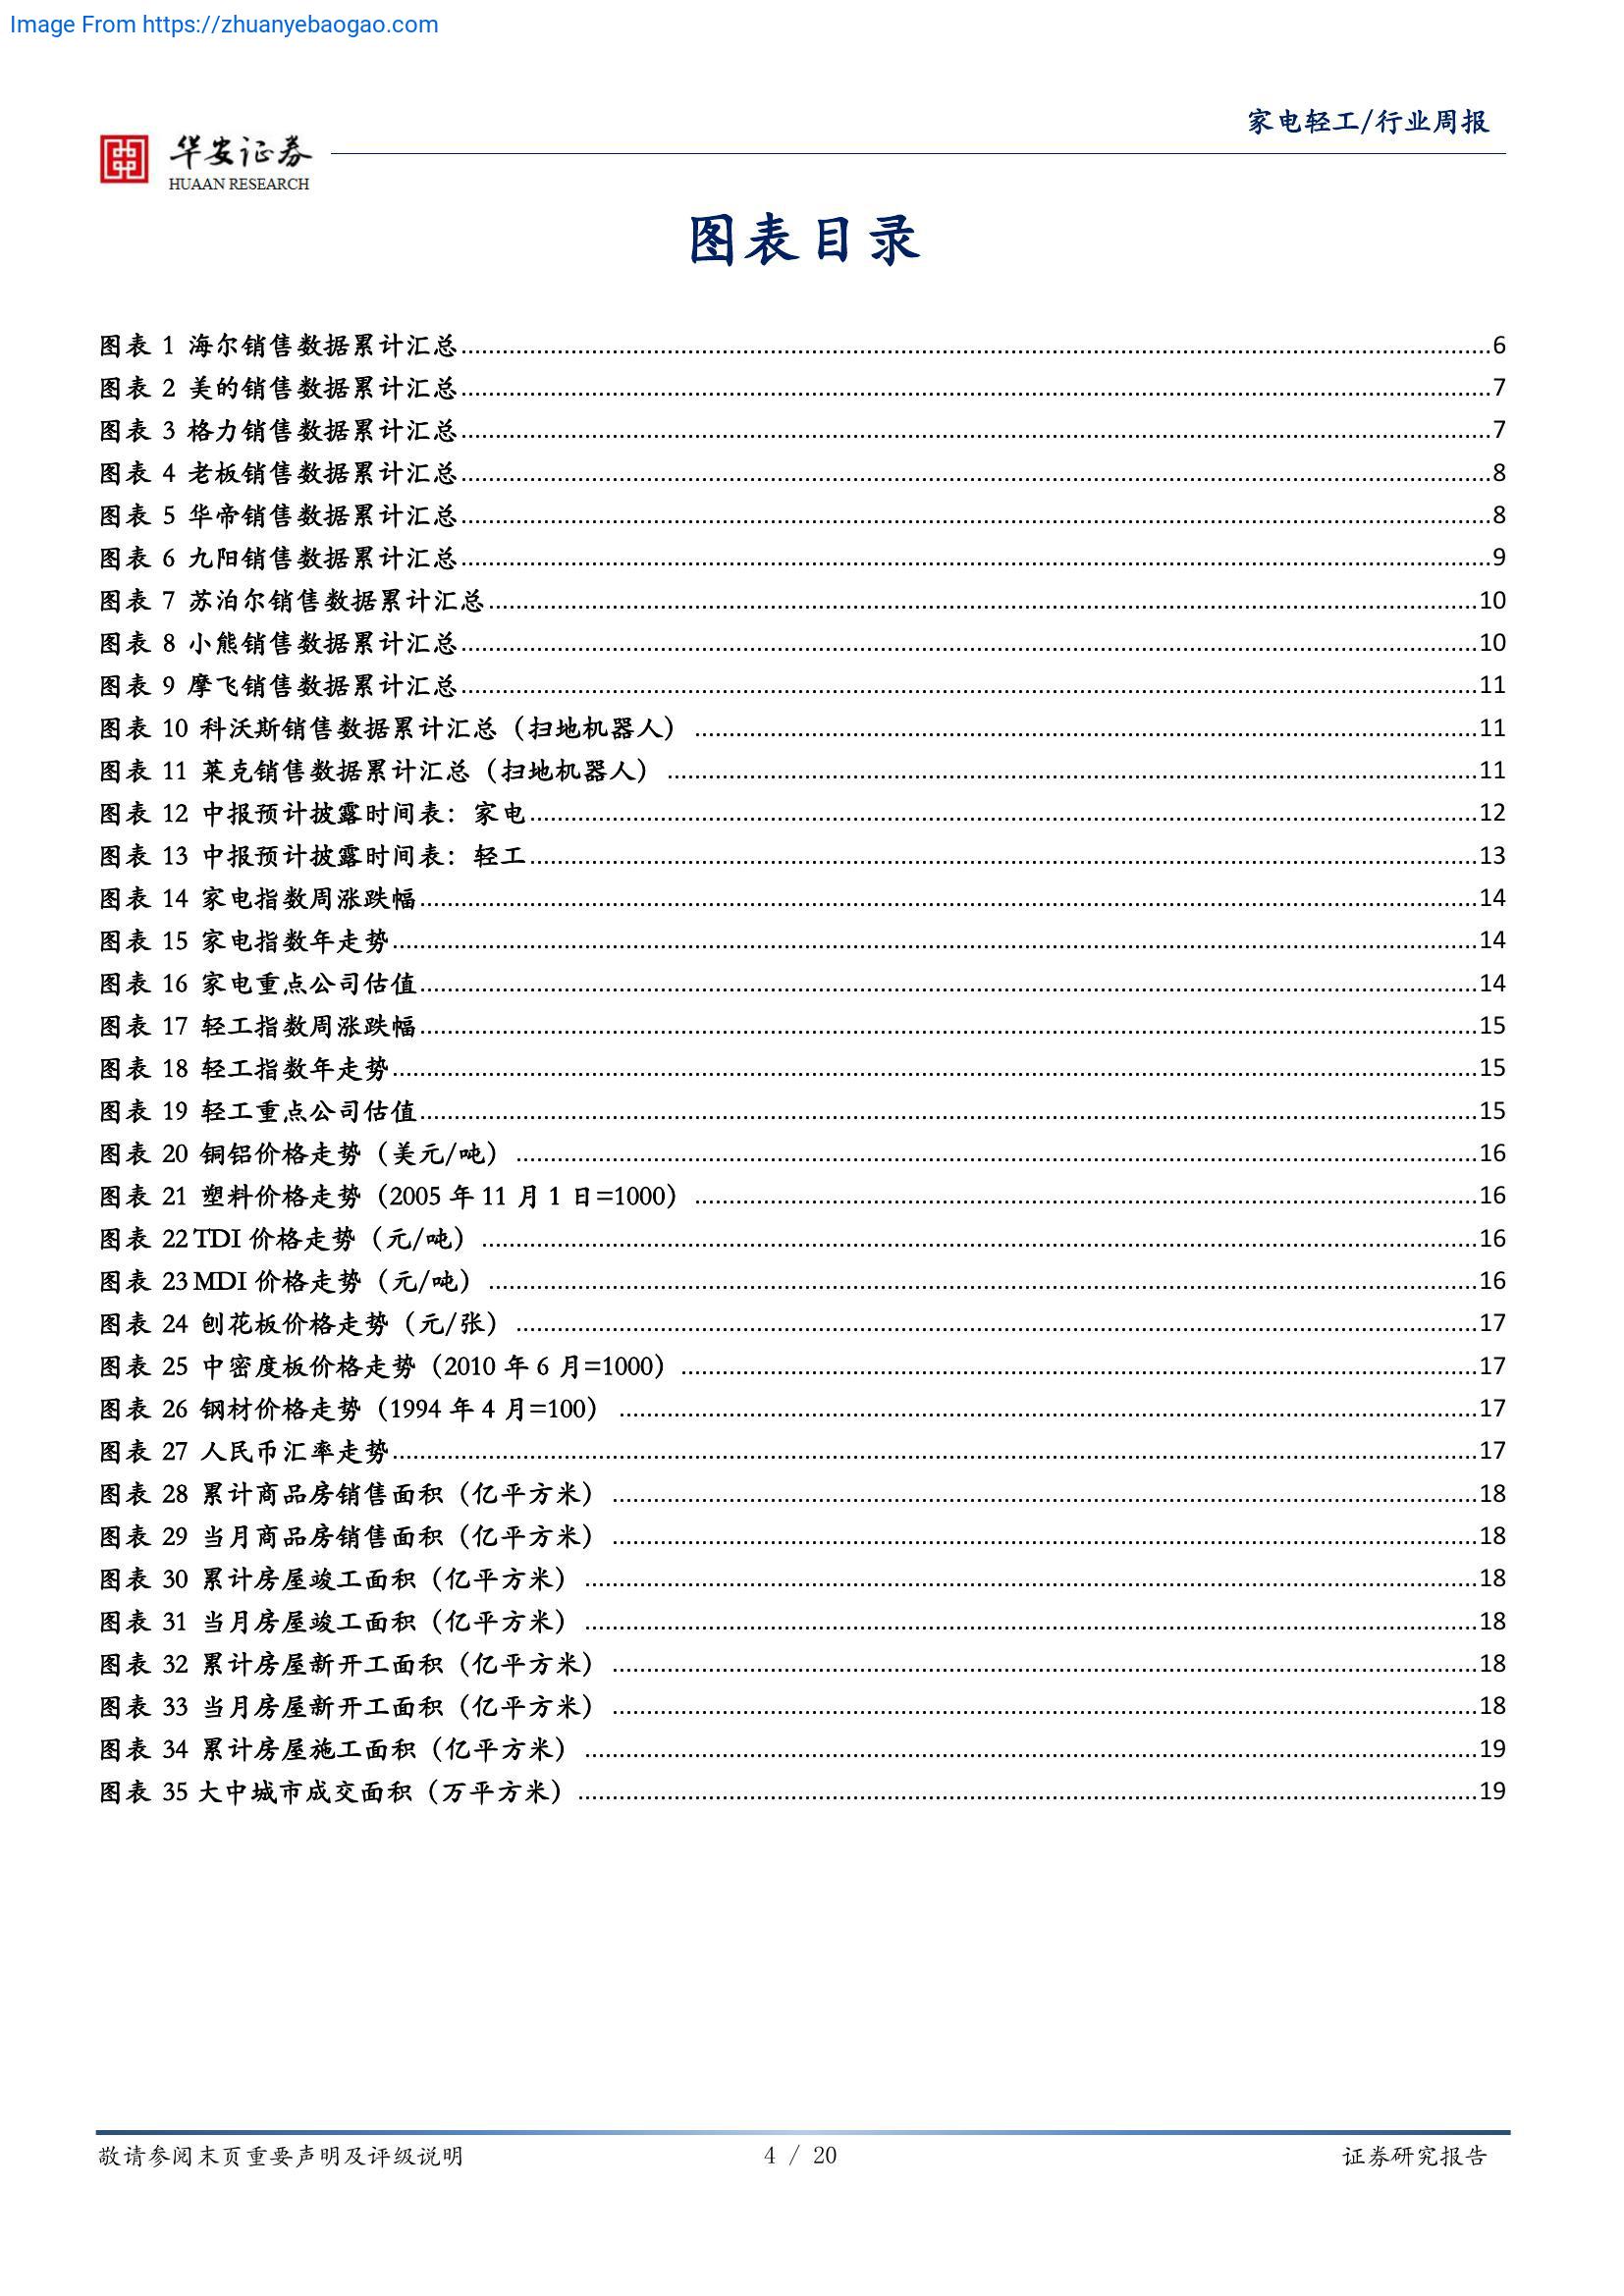 Image From https://zhuanyebaogao.com
家电轻工/行业周报
华安证券
HUAAN RESEARCH
图表目录
图表 1 海尔销售数据累计汇总........6
图表 2 美的销售数据累计汇总........7
图表 3 格力销售数据累计汇总........7
图表 4 老板销售数据累计汇总........8
图表 5 华帝销售数据累计汇总........8
图表 6 九阳销售数据累计汇总........9
图表 7 苏泊尔销售数据累计汇总........10
图表 8 小熊销售数据累计汇总........10
图表 9 摩飞销售数据累计汇总........11
图表 10 科沃斯销售数据累计汇总（扫地机器人）........11
图表 11 莱克销售数据累计汇总（扫地机器人）........11
图表 12 中报预计披露时间表：家电........12
图表 13 中报预计披露时间表：轻工........13
图表 14 家电指数周涨跌幅........14
图表 15 家电指数年走势........14
图表 16 家电重点公司估值........14
图表 17 轻工指数周涨跌幅........15
图表 18 轻工指数年走势........15
图表 19 轻工重点公司估值........15
图表 20 铜铝价格走势（美元/吨）........16
图表 21 塑料价格走势（2005 年 11 月 1 日=1000）........16
图表 22 TDI 价格走势（元/吨）........16
图表 23 MDI 价格走势（元/吨）........16
图表 24 刨花板价格走势（元/张）........17
图表 25 中密度板价格走势（2010 年 6 月=1000）........17
图表 26 钢材价格走势（1994 年 4 月=100）........17
图表 27 人民币汇率走势........17
图表 28 累计商品房销售面积（亿平方米）........18
图表 29 当月商品房销售面积（亿平方米）........18
图表 30 累计房屋竣工面积（亿平方米）........18
图表 31 当月房屋竣工面积（亿平方米）........18
图表 32 累计房屋新开工面积（亿平方米）........18
图表 33 当月房屋新开工面积（亿平方米）........18
图表 34 累计房屋施工面积（亿平方米）........19
图表 35 大中城市成交面积（万平方米）........19
敬请参阅末页重要声明及评级说明 4 / 20 证券研究报告